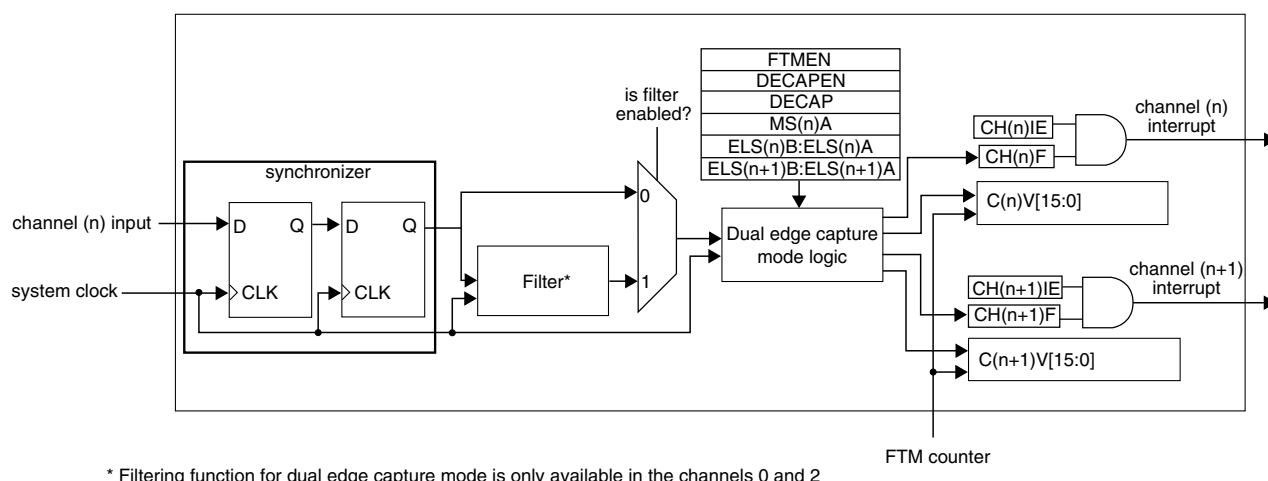 FTMEN
DECAPEN
DECAP
MS(n)A
ELS(n)B:ELS(n)A
ELS(n+1)B:ELS(n+1)A
is filter
enabled?
synchronizer
channel (n) input
D
Q
D
Q
system clock
CLK
CLK
Filter*
0
1
Dual edge capture
mode logic
CH(n)IE
CH(n)F
channel (n)
interrupt
C(n)V[15:0]
CH(n+1)IE
CH(n+1)F
channel (n+1)
interrupt
C(n+1)V[15:0]
FTM counter
* Filtering function for dual edge capture mode is only available in the channels 0 and 2